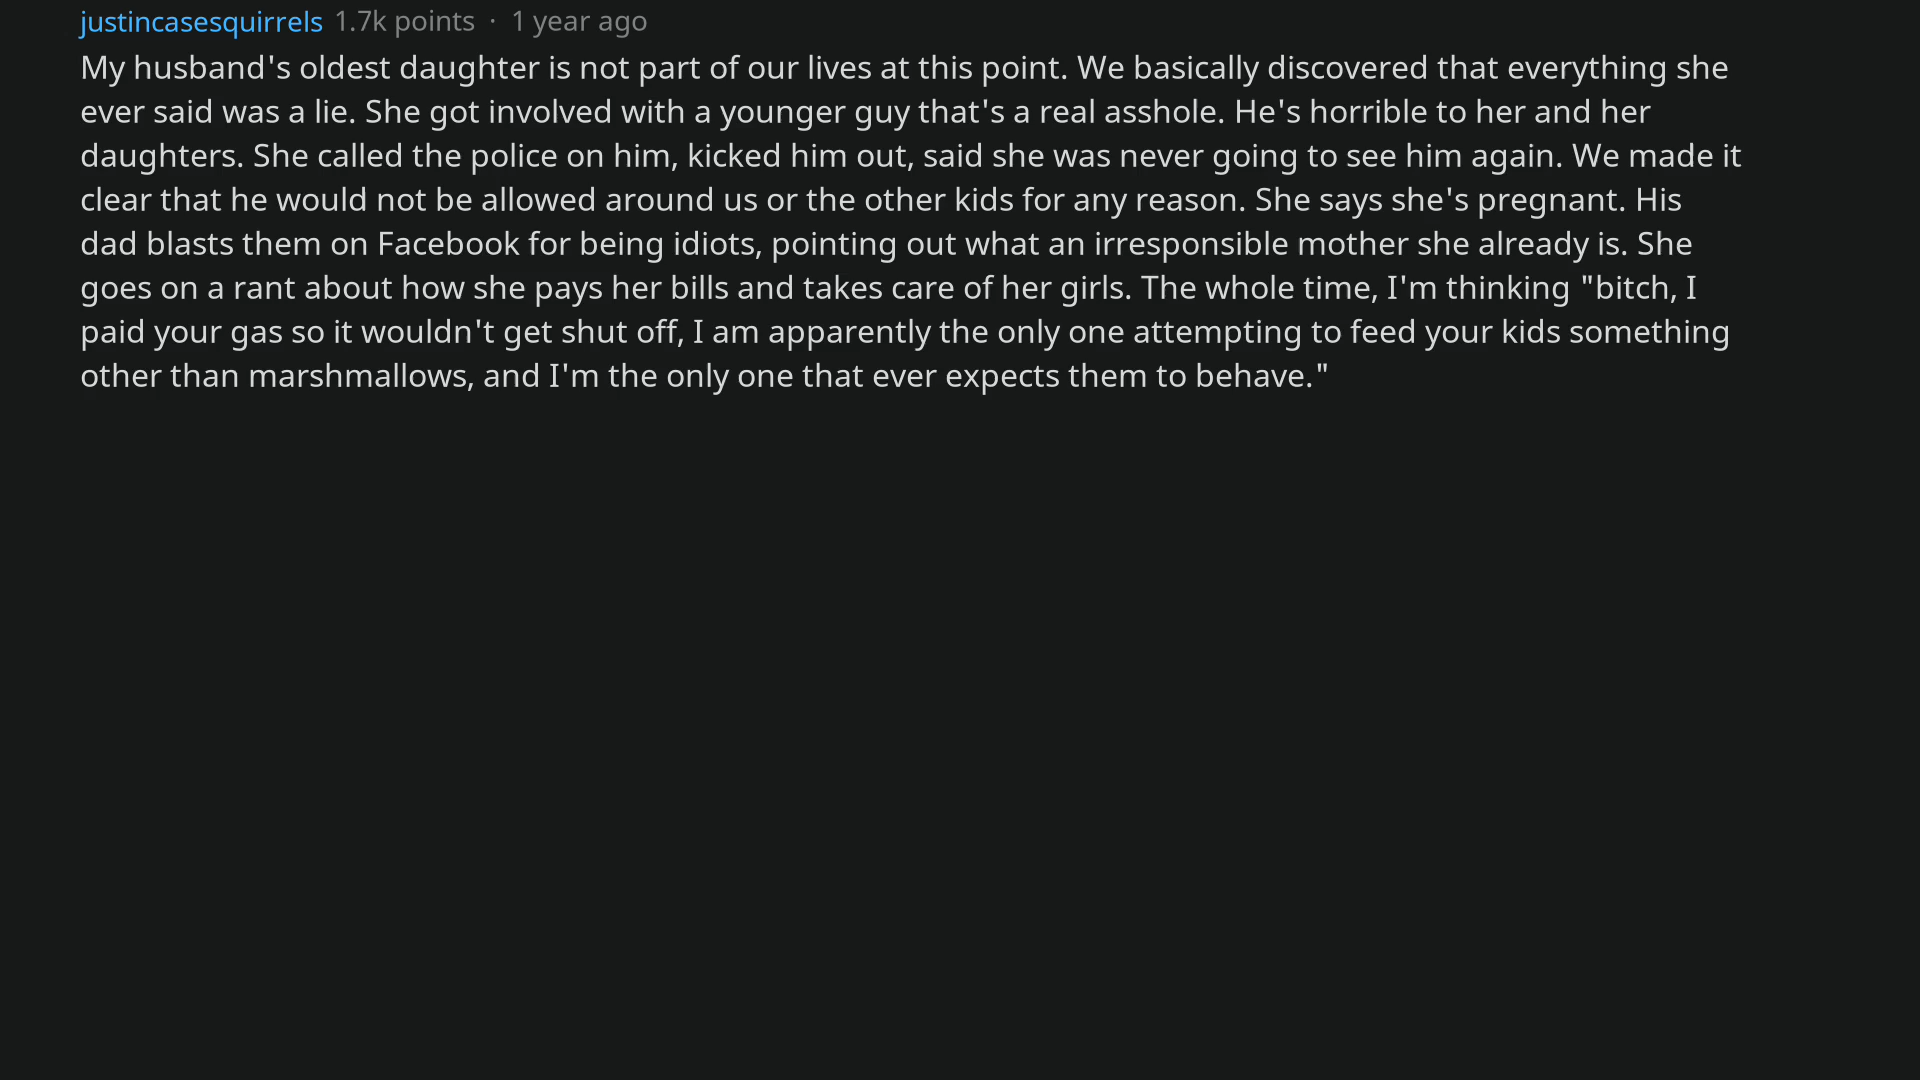 justincasesquirrels 1.7k points · 1 year ago
My husband's oldest daughter is not part of our lives at this point. We basically discovered that everything she
ever said was a lie. She got involved with a younger guy that's a real asshole. He's horrible to her and her
daughters. She called the police on him, kicked him out, said she was never going to see him again. We made it
clear that he would not be allowed around us or the other kids for any reason. She says she's pregnant. His
dad blasts them on Facebook for being idiots, pointing out what an irresponsible mother she already is. She
goes on a rant about how she pays her bills and takes care of her girls. The whole time, I'm thinking "bitch, I
paid your gas so it wouldn't get shut off, I am apparently the only one attempting to feed your kids something
other than marshmallows, and I'm the only one that ever expects them to behave."